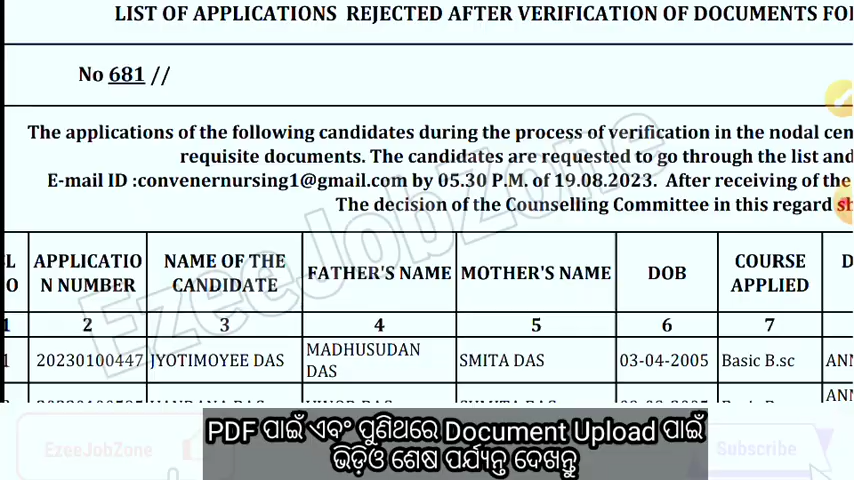 LIST OF APPLICATIONS REJECTED AFTER VERIFICATION OF DOCUMENTS FO
No 681 //
The applications of the following candidates during the process of verification in the nodal cen
requisite documents. The candidates are requested to go through the list and
E-mail ID :convenernursing1@gmail.com by 05.30 P.M. of 19.08.2023. After receiving of the
The decision of the Counselling Committee in this regard sh
APPLICATIO
N NUMBER
NAME OF THE
CANDIDATE
FATHER'S NAME
MOTHER'S NAME
DOB
COURSE
APPLIED
1 2 3 4 5 6 7
1 20230100447 JYOTIMOYEE DAS MADHUSUDAN
DAS
SMITA DAS 03-04-2005 Basic B.sc ANN
EzeeJobZone
PDF ପାଇଁ ଏବଂ ପୁଣିଥରେ Document Upload ପାଇଁ
ଭିଡ଼ିଓ ଶେଷ ପର୍ଯ୍ୟନ୍ତ ଦେଖନ୍ତୁ
EzeeJobZone
Subscribe